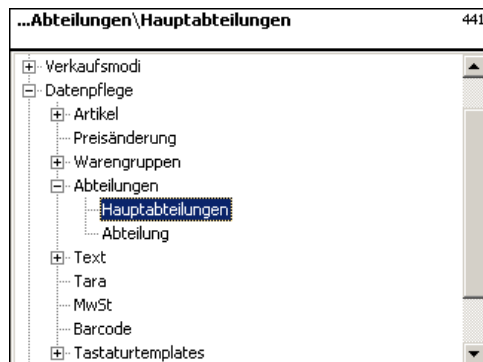 ...Abteilungen\Hauptabteilungen 441
Verkaufsmodi
Datenpflege
Artikel
Preisänderung
Warengruppen
Abteilungen
Hauptabteilungen
Abteilung
Text
Tara
MwSt
Barcode
Tastaturtemplates